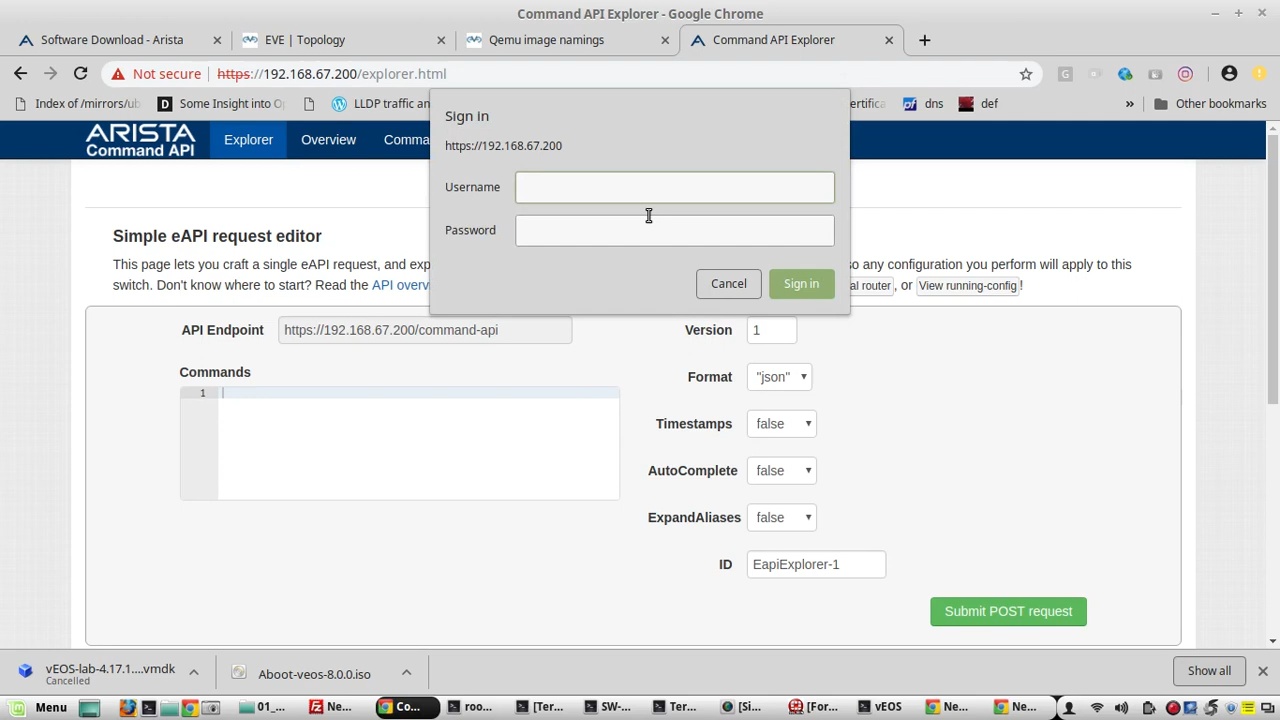 Command API Explorer - Google Chrome
Software Download - Arista
EVE | Topology
Qemu image namings
Command API Explorer
Not secure
https://192.168.67.200/explorer.html
Index of /mirrors/ub
Some Insight into Op
LLDP traffic an
ertifica
dns
def
»
Other bookmarks
ARISTA
Command API
Explorer
Overview
Comma
Sign in
https://192.168.67.200
Username
Password
Cancel
Sign in
Simple eAPI request editor
This page lets you craft a single eAPI request, and exp
so any configuration you perform will apply to this
switch. Don't know where to start? Read the API overv
al router, or View running-config!
API Endpoint
https://192.168.67.200/command-api
Version
1
Commands
1
Format
"json"
Timestamps
false
AutoComplete
false
ExpandAliases
false
ID
EapiExplorer-1
Submit POST request
vEOS-lab-4.17.1....vmdk
Cancelled
Aboot-veos-8.0.0.iso
Show all
Menu
01_...
Ne...
Co...
roo...
[Ter...
SW-...
Ter...
[Si...
[For...
vEOS
Ne...
Ne...